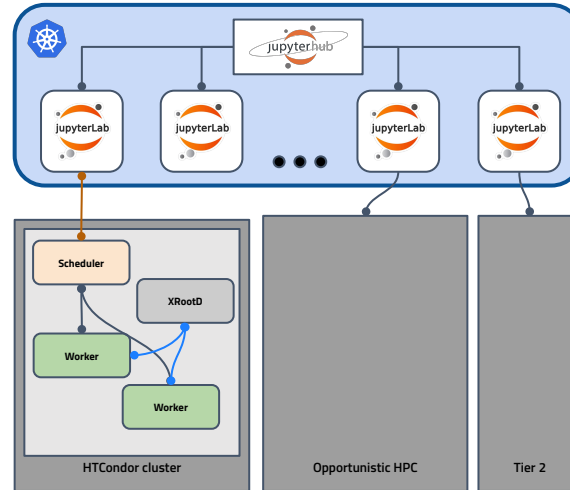 jupyterhub
jupyterLab
jupyterLab
jupyterLab
jupyterLab
Scheduler
XRootD
Worker
Worker
HTCondor cluster
Opportunistic HPC
Tier 2